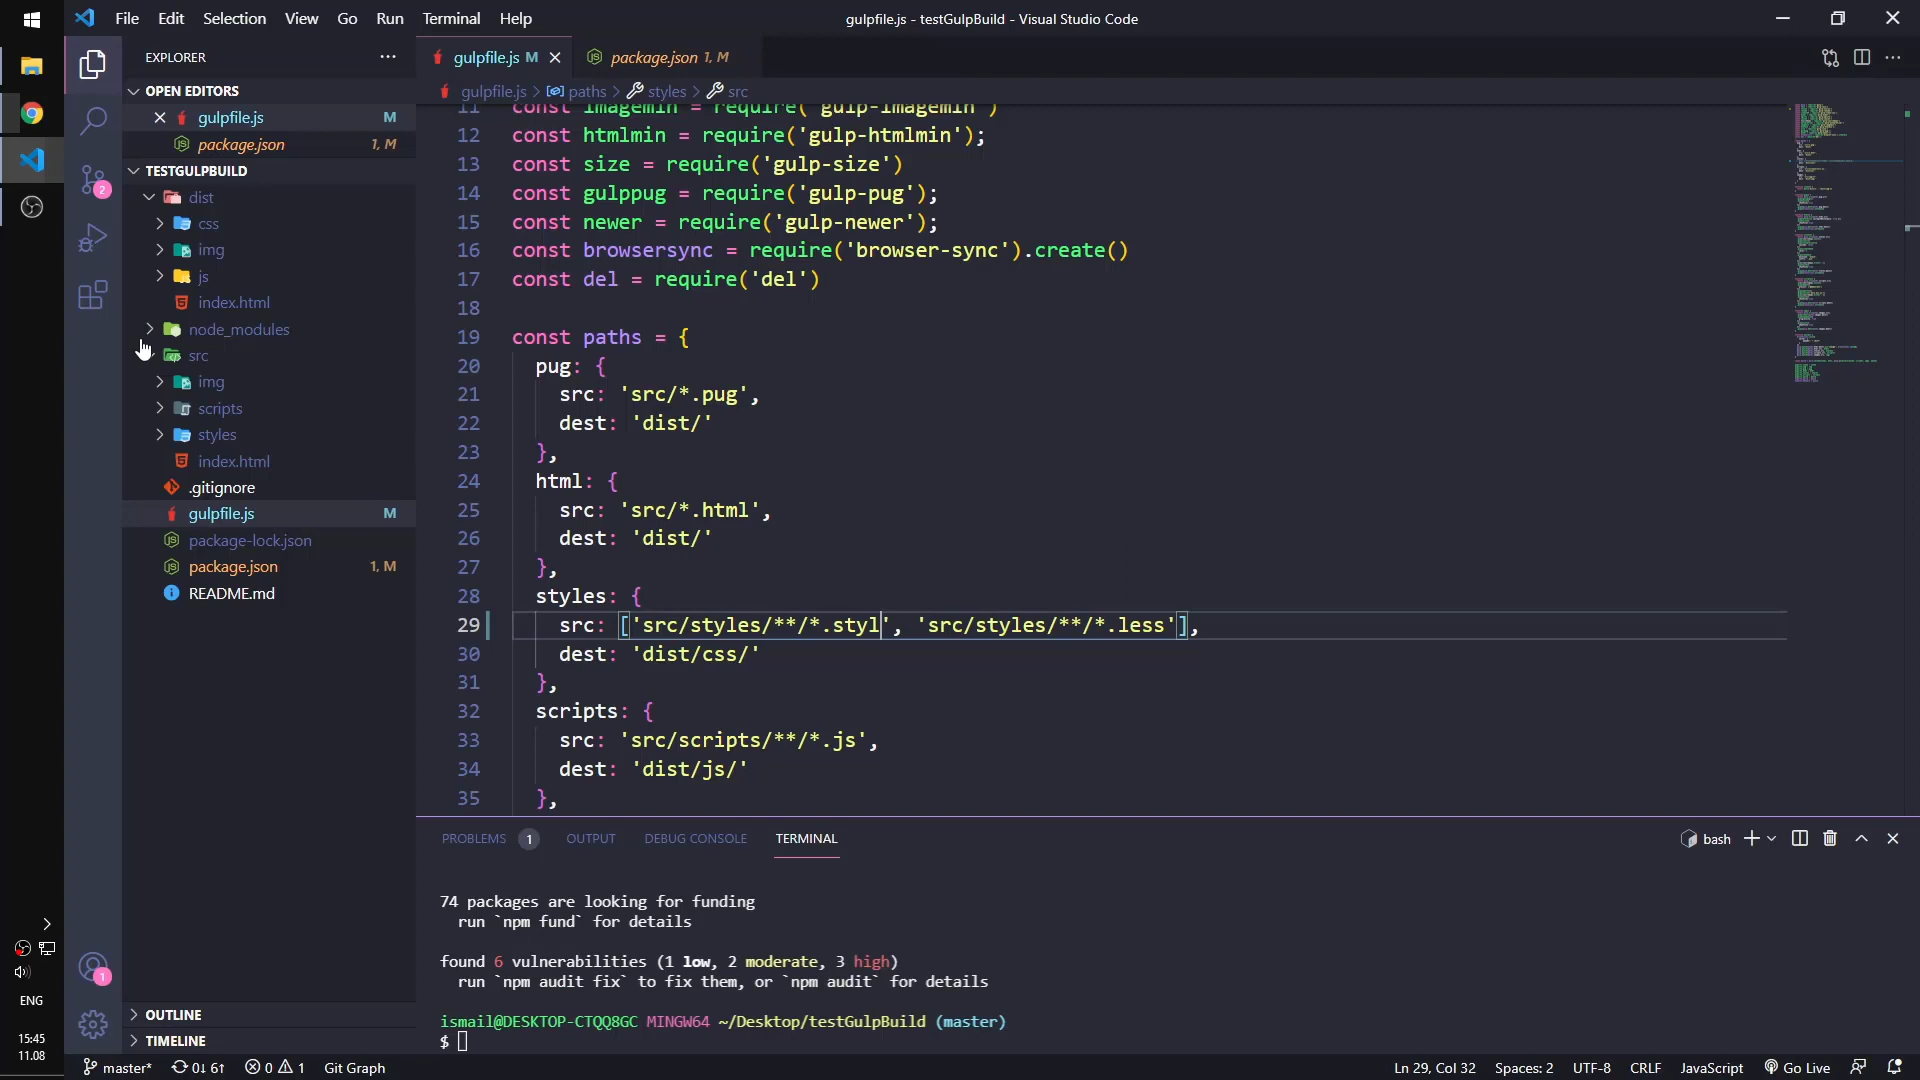 File Edit Selection View Go Run Terminal Help
gulpfile.js - testGulpBuild - Visual Studio Code
EXPLORER
OPEN EDITORS
gulpfile.js M
package.json 1, M
TESTGULPBUILD
dist
css
img
js
index.html
node_modules
src
img
scripts
styles
index.html
.gitignore
gulpfile.js M
package-lock.json
package.json 1, M
README.md
OUTLINE
TIMELINE
2
1
ENG
15:45
11.08
gulpfile.js M
package.json 1, M
gulpfile.js > paths > styles > src
11 const imagemin = require('gulp-imagemin')
12 const htmlmin = require('gulp-htmlmin');
13 const size = require('gulp-size')
14 const gulppug = require('gulp-pug');
15 const newer = require('gulp-newer');
16 const browsersync = require('browser-sync').create()
17 const del = require('del')
18
19 const paths = {
20 pug: {
21 src: 'src/*.pug',
22 dest: 'dist/'
23 },
24 html: {
25 src: 'src/*.html',
26 dest: 'dist/'
27 },
28 styles: {
29 src: ['src/styles/**/*.styl', 'src/styles/**/*.less'],
30 dest: 'dist/css/'
31 },
32 scripts: {
33 src: 'src/scripts/**/*.js',
34 dest: 'dist/js/'
35 },
PROBLEMS 1 OUTPUT DEBUG CONSOLE TERMINAL
bash
74 packages are looking for funding
run `npm fund` for details
found 6 vulnerabilities (1 low, 2 moderate, 3 high)
run `npm audit fix` to fix them, or `npm audit` for details
ismail@DESKTOP-CTQQ8GC MINGW64 ~/Desktop/testGulpBuild (master)
$
master* 0↓ 6↑ 0 1 Git Graph
Ln 29, Col 32 Spaces: 2 UTF-8 CRLF JavaScript Go Live